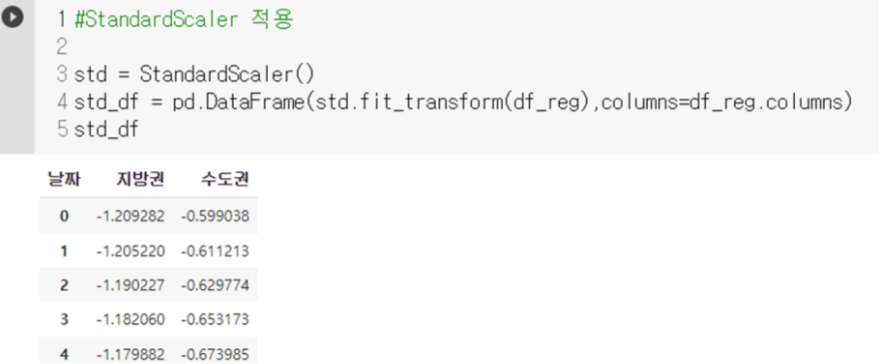 1 #StandardScaler 적용
2
3 std = StandardScaler()
4 std_df = pd.DataFrame(std.fit_transform(df_reg),columns=df_reg.columns)
5 std_df
날짜 지방권 수도권
0 -1.209282 -0.599038
1 -1.205220 -0.611213
2 -1.190227 -0.629774
3 -1.182060 -0.653173
4 -1.179882 -0.673985